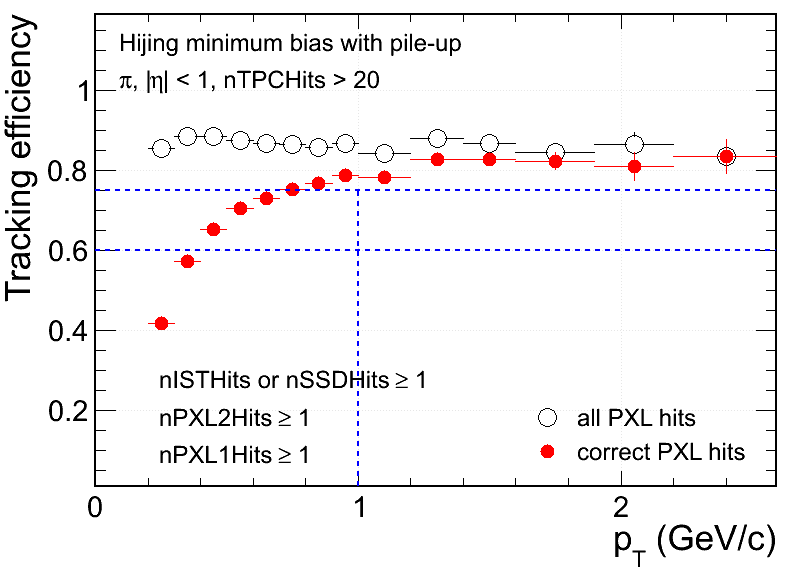 Hijing minimum bias with pile-up
π, |η| < 1, nTPCHits > 20
Tracking efficiency
1
0.8
0.6
0.4
0.2
nISTHits or nSSDHits ≥ 1
nPXL2Hits ≥ 1
nPXL1Hits ≥ 1
all PXL hits
correct PXL hits
0
1
2
p_T (GeV/c)